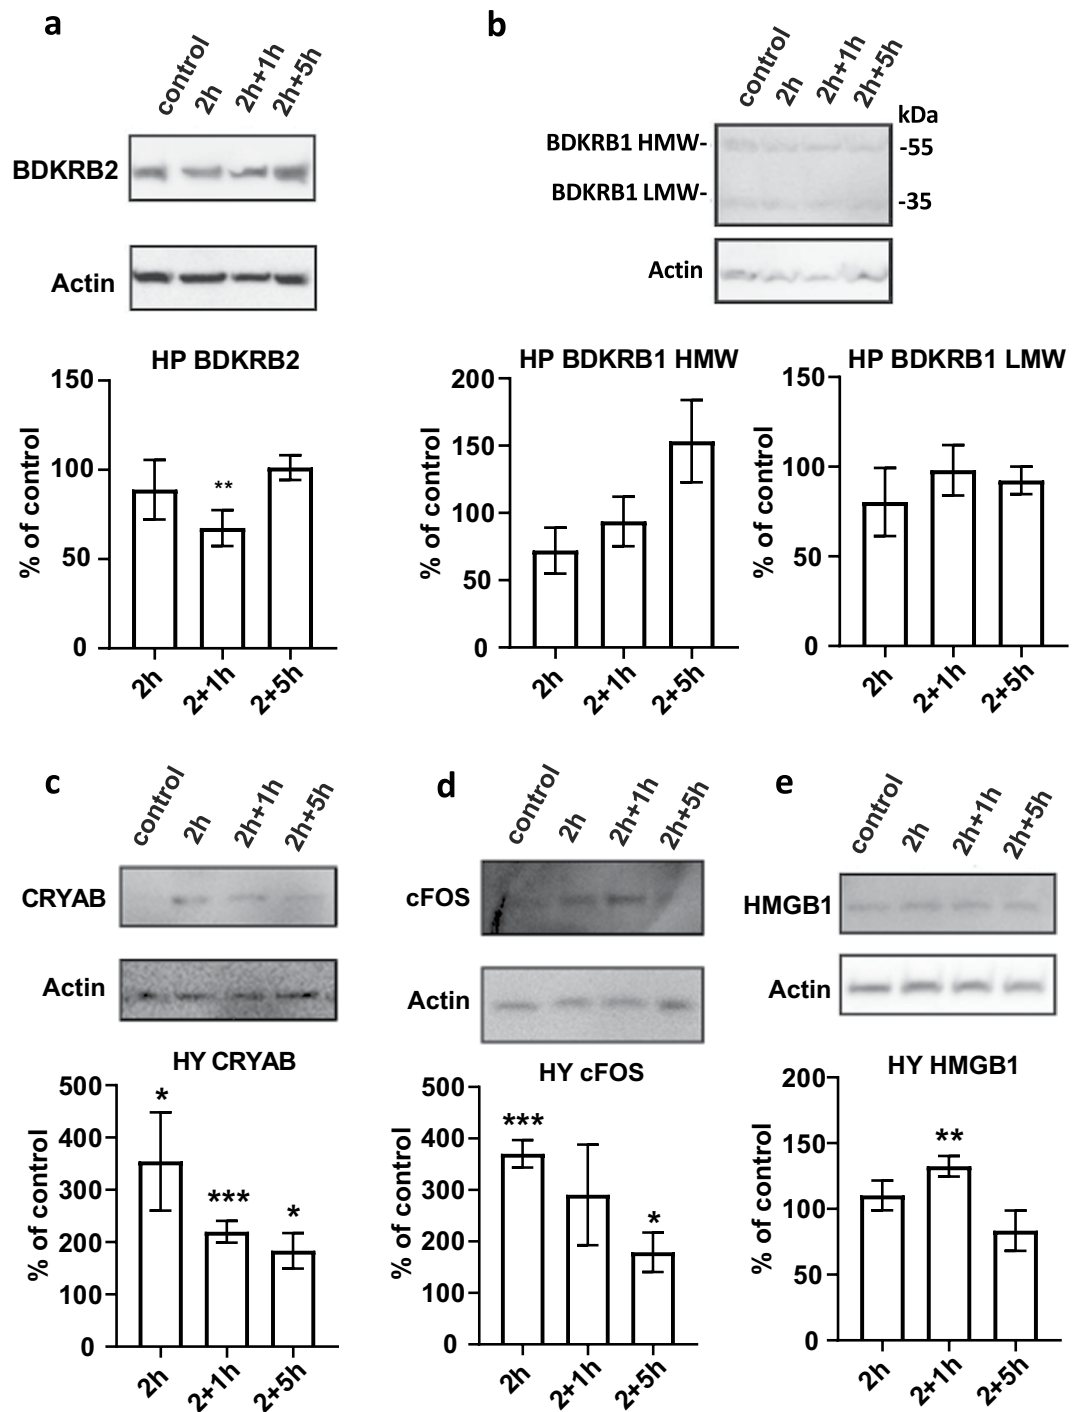 a
control
2h
2h+1h
2h+5h
BDKRB2
Actin
HP BDKRB2
% of control
150
100
50
0
**
2h
2+1h
2+5h
b
control
2h
2h+1h
2h+5h
kDa
BDKRB1 HMW-
-55
BDKRB1 LMW-
-35
Actin
HP BDKRB1 HMW
% of control
200
150
100
50
0
2h
2+1h
2+5h
HP BDKRB1 LMW
% of control
150
100
50
0
2h
2+1h
2+5h
c
control
2h
2h+1h
2h+5h
CRYAB
Actin
HY CRYAB
% of control
500
400
300
200
100
0
*
***
*
2h
2+1h
2+5h
d
control
2h
2h+1h
2h+5h
cFOS
Actin
HY cFOS
% of control
500
400
300
200
100
0
***
*
2h
2+1h
2+5h
e
control
2h
2h+1h
2h+5h
HMGB1
Actin
HY HMGB1
% of control
200
150
100
50
0
**
2h
2+1h
2+5h